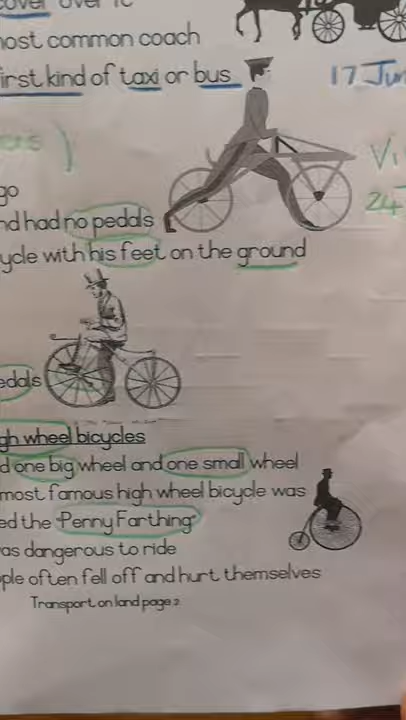 cover over it
most common coach
first kind of taxi or bus
17 Jun
go
nd had no pedals
24
ycle with his feet on the ground
edals
gh wheel bicycles
d one big wheel and one small wheel
most famous high wheel bicycle was
ed the "Penny Farthing"
as dangerous to ride
ple often fell off and hurt themselves
Transport on land page 2